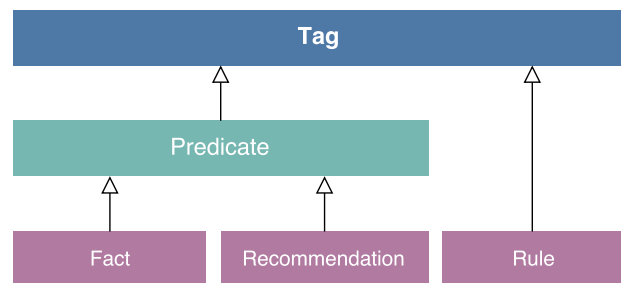 Tag
Predicate
Fact
Recommendation
Rule